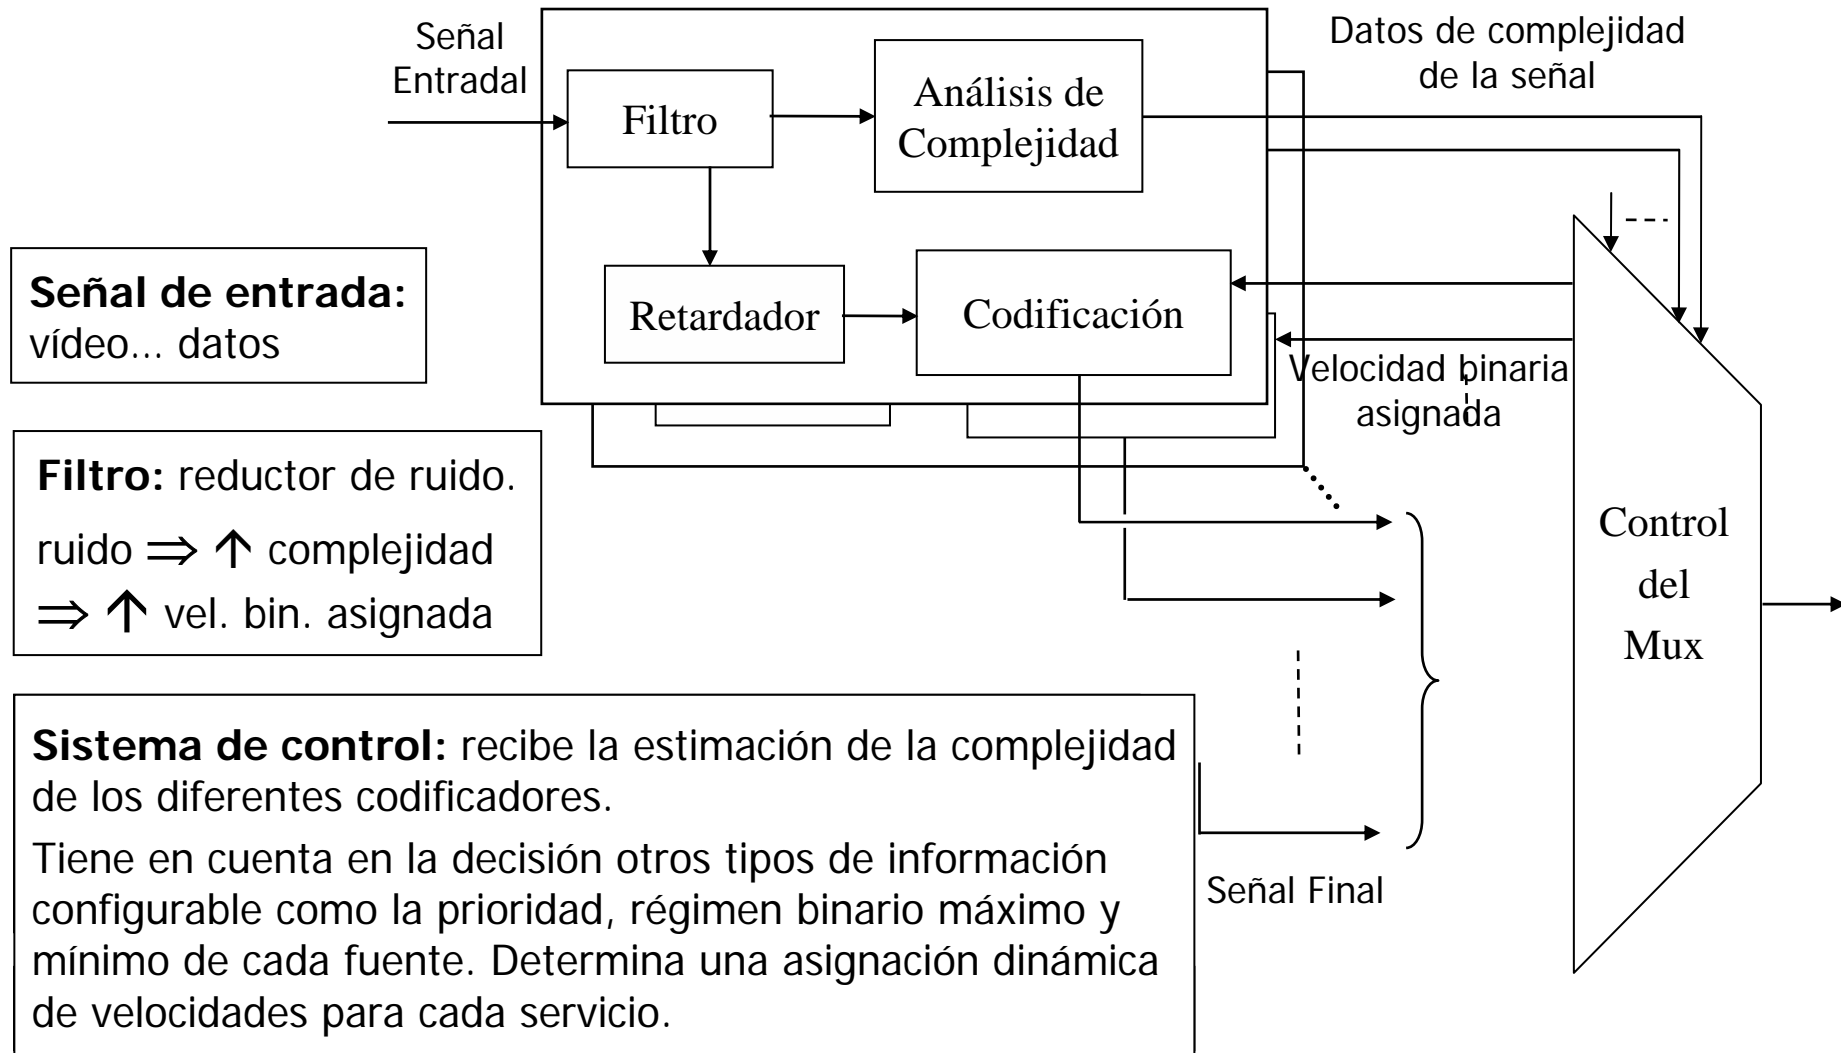 Señal
Entradal
Datos de complejidad
de la señal
Filtro
Análisis de
Complejidad
Retardador
Codificación
Velocidad binaria
asignada
Señal de entrada:
vídeo... datos
Filtro: reductor de ruido.
ruido ⇒ ↑ complejidad
⇒ ↑ vel. bin. asignada
Control
del
Mux
Sistema de control: recibe la estimación de la complejidad
de los diferentes codificadores.
Tiene en cuenta en la decisión otros tipos de información
configurable como la prioridad, régimen binario máximo y
mínimo de cada fuente. Determina una asignación dinámica
de velocidades para cada servicio.
Señal Final